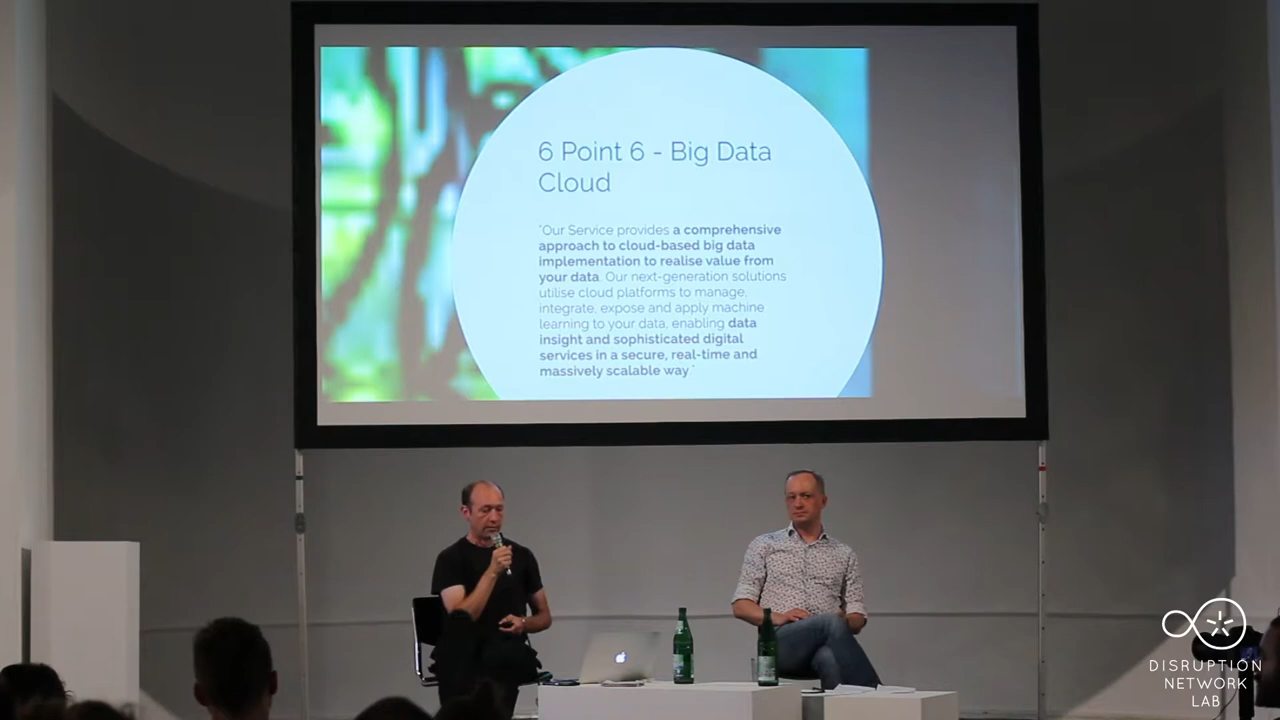 6 Point 6 - Big Data
Cloud
"Our Service provides a comprehensive
approach to cloud-based big data
implementation to realise value from
your data. Our next-generation solutions
utilise cloud platforms to manage,
integrate, expose and apply machine
learning to your data, enabling data
insight and sophisticated digital
services in a secure, real-time and
massively scalable way"
DISRUPTION
NETWORK
LAB